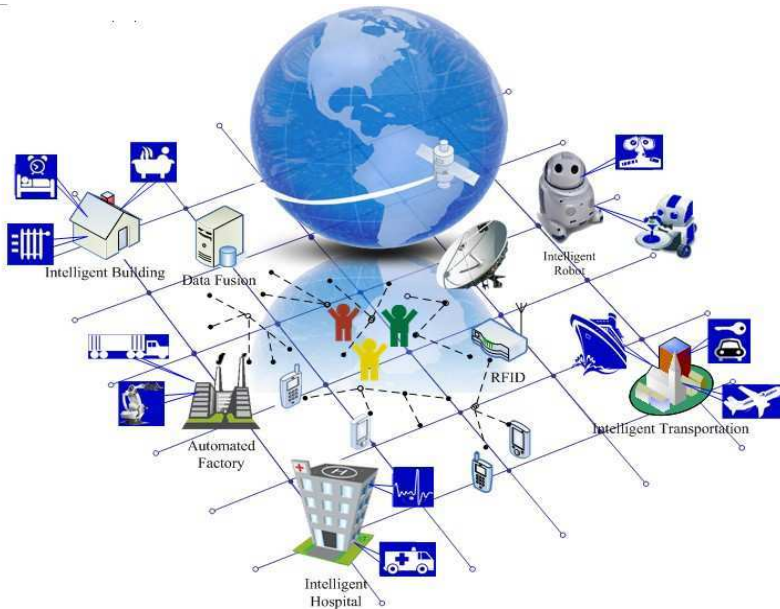 Intelligent Building
Data Fusion
Intelligent
Robot
RFID
Automated
Factory
Intelligent Transportation
H
Intelligent
Hospital